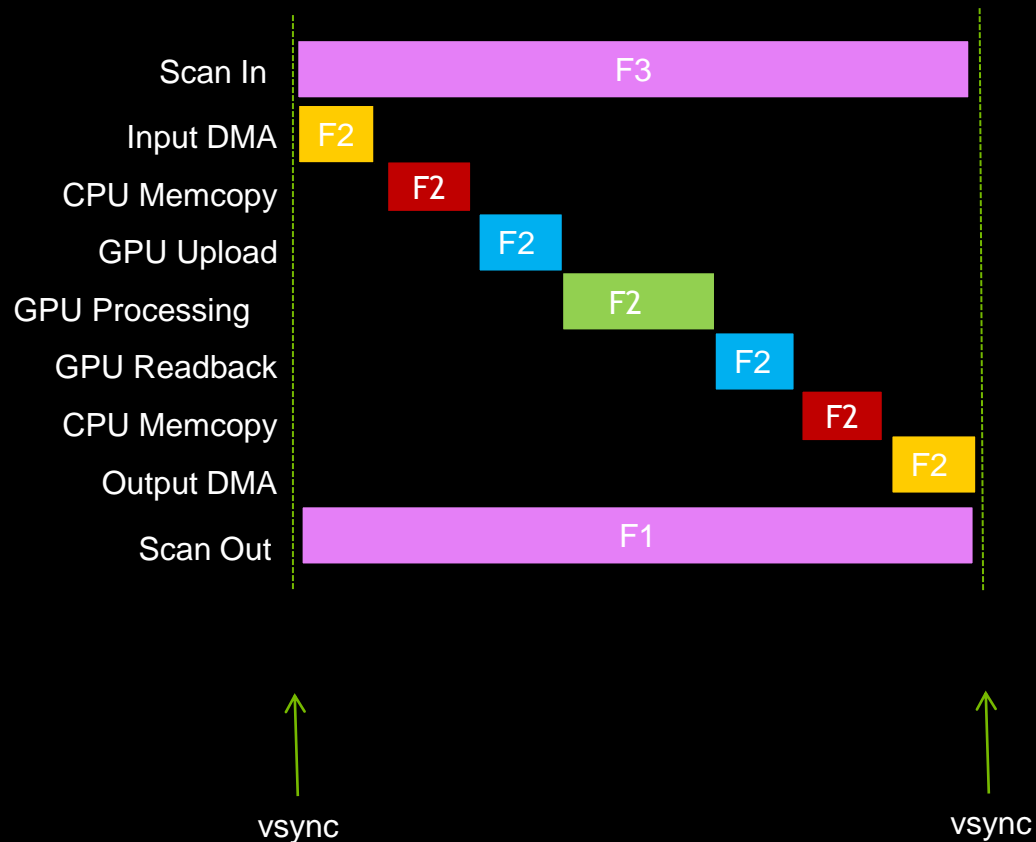 Scan In F3
Input DMA F2
CPU Memcopy F2
GPU Upload F2
GPU Processing F2
GPU Readback F2
CPU Memcopy F2
Output DMA F2
Scan Out F1
vsync vsync